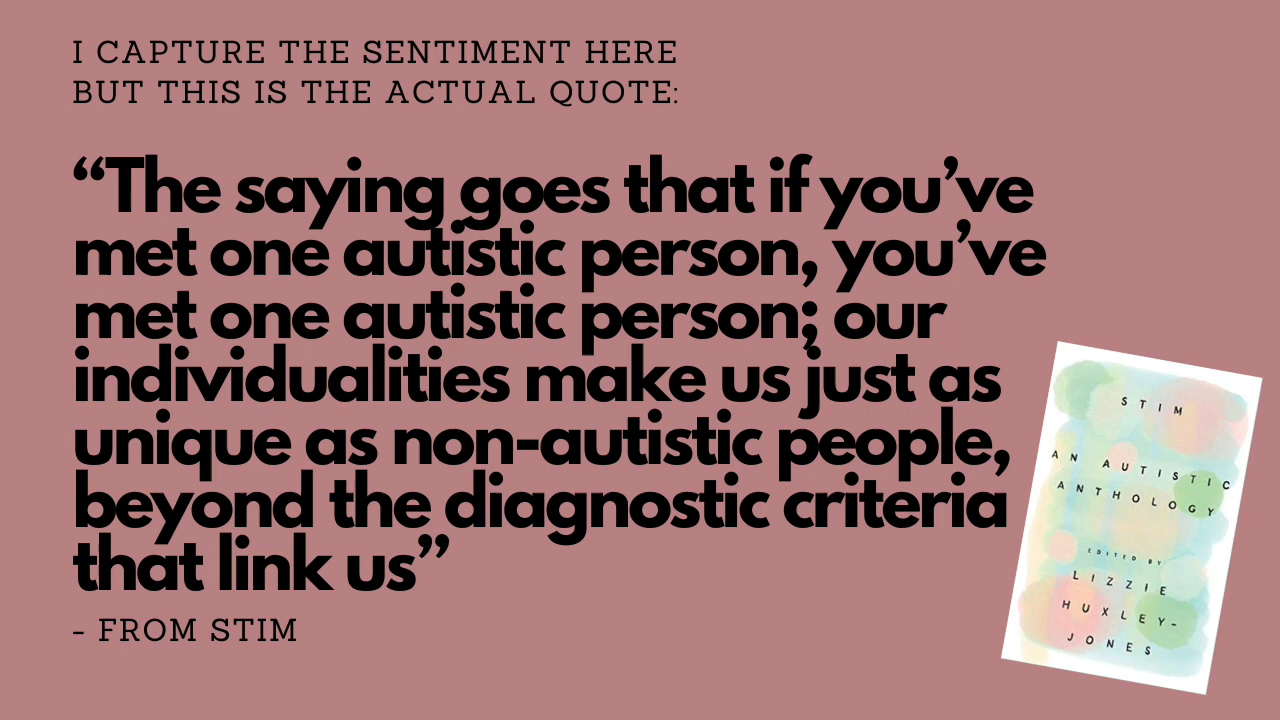 I CAPTURE THE SENTIMENT HERE
BUT THIS IS THE ACTUAL QUOTE:
“The saying goes that if you’ve
met one autistic person, you’ve
met one autistic person; our
individualities make us just as
unique as non-autistic people,
beyond the diagnostic criteria
that link us”
- FROM STIM
STIM
AN AUTISTIC
ANTHOLOGY
EDITED BY
LIZZIE
HUXLEY-
JONES